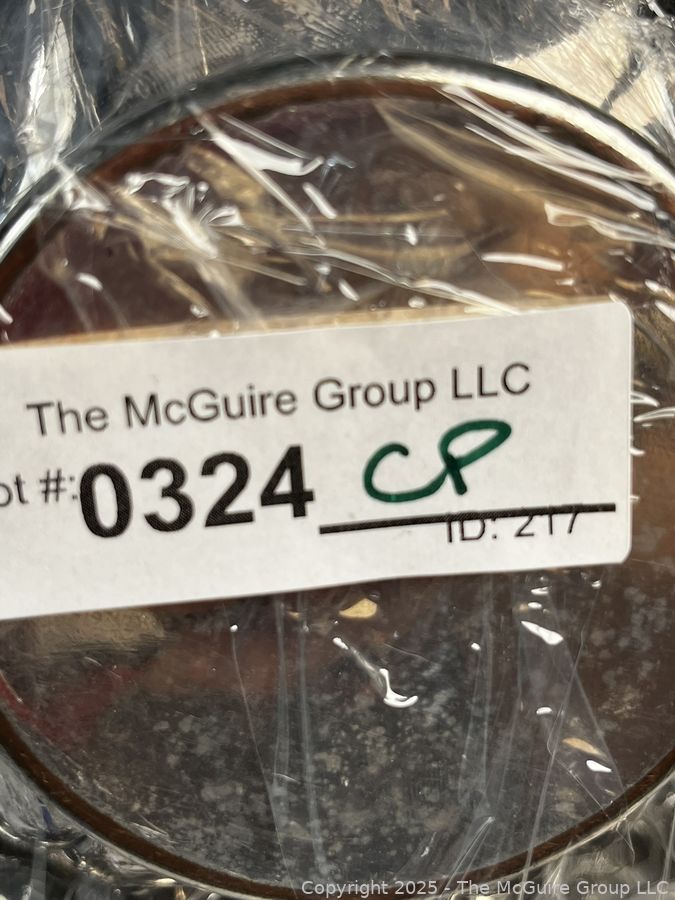 The McGuire Group LLC
ot #: 0324 CP
ID: 217
Copyright 2025 - The McGuire Group LLC